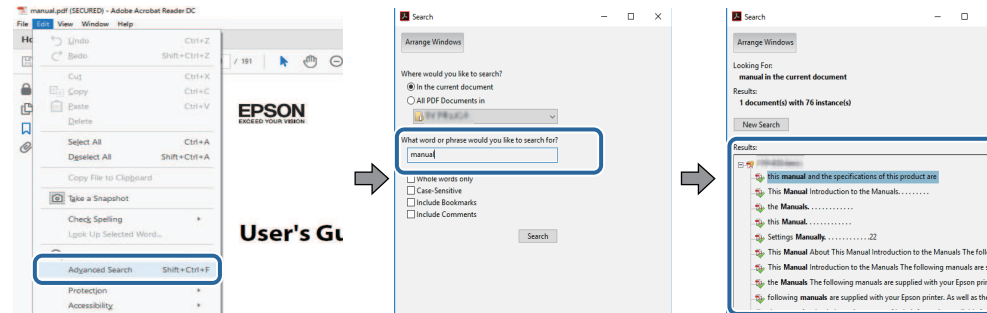 manual.pdf (SECURED) - Adobe Acrobat Reader DC
File Edit View Window Help
Undo Ctrl+Z
Redo Shift+Ctrl+Z
/ 191
Cut Ctrl+X
Copy Ctrl+C
Paste Ctrl+V
Delete
Select All Ctrl+A
Deselect All Shift+Ctrl+A
Copy File to Clipboard
Take a Snapshot
Check Spelling
Look Up Selected Word...
Advanced Search Shift+Ctrl+F
Protection
Accessibility
EPSON
EXCEED YOUR VISION
User's Gu
Search
Arrange Windows
Where would you like to search?
In the current document
All PDF Documents in
What word or phrase would you like to search for?
manual
Whole words only
Case-Sensitive
Include Bookmarks
Include Comments
Search
Search
Arrange Windows
Looking For:
manual in the current document
Results:
1 document(s) with 76 instance(s)
New Search
Results:
this manual and the specifications of this product are
This Manual Introduction to the Manuals. . . . . . . . .
the Manuals. . . . . . . . . . . .
this Manual. . . . . . . . . . . .
Settings Manually. . . . . . . . . . . .22
This Manual About This Manual Introduction to the Manuals The follo
This Manual Introduction to the Manuals The following manuals are s
the Manuals The following manuals are supplied with your Epson prin
following manuals are supplied with your Epson printer. As well as the